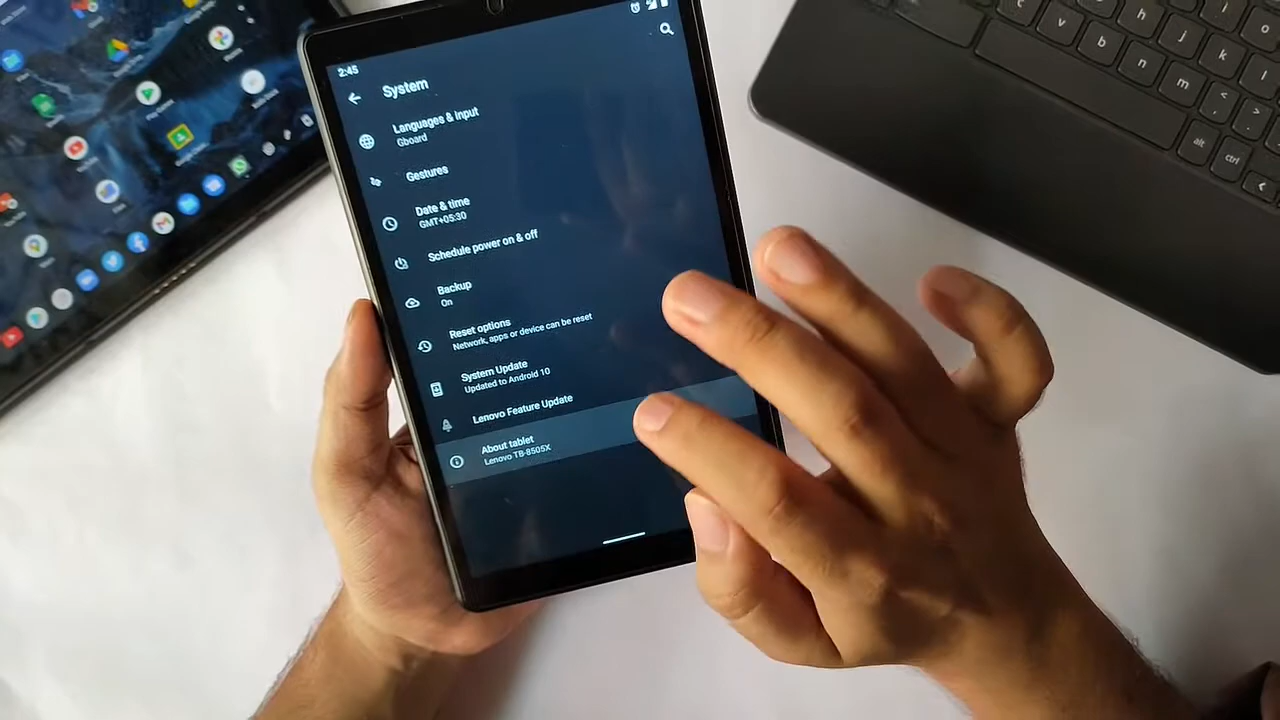 2:45
System
Languages & input
Gboard
Gestures
Date & time
GMT+05:30
Schedule power on & off
Backup
On
Reset options
Network, apps or device can be reset
System Update
Updated to Android 10
Lenovo Feature Update
About tablet
Lenovo TB-8505X
c
v
b
n
m
h
j
k
l
i
o
<
>
alt
ctrl
<